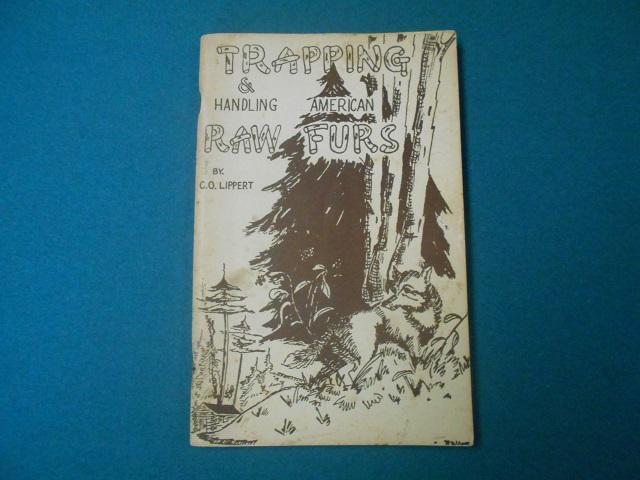 TRAPPING
&
HANDLING AMERICAN
RAW FURS
BY.
C.O. LIPPERT